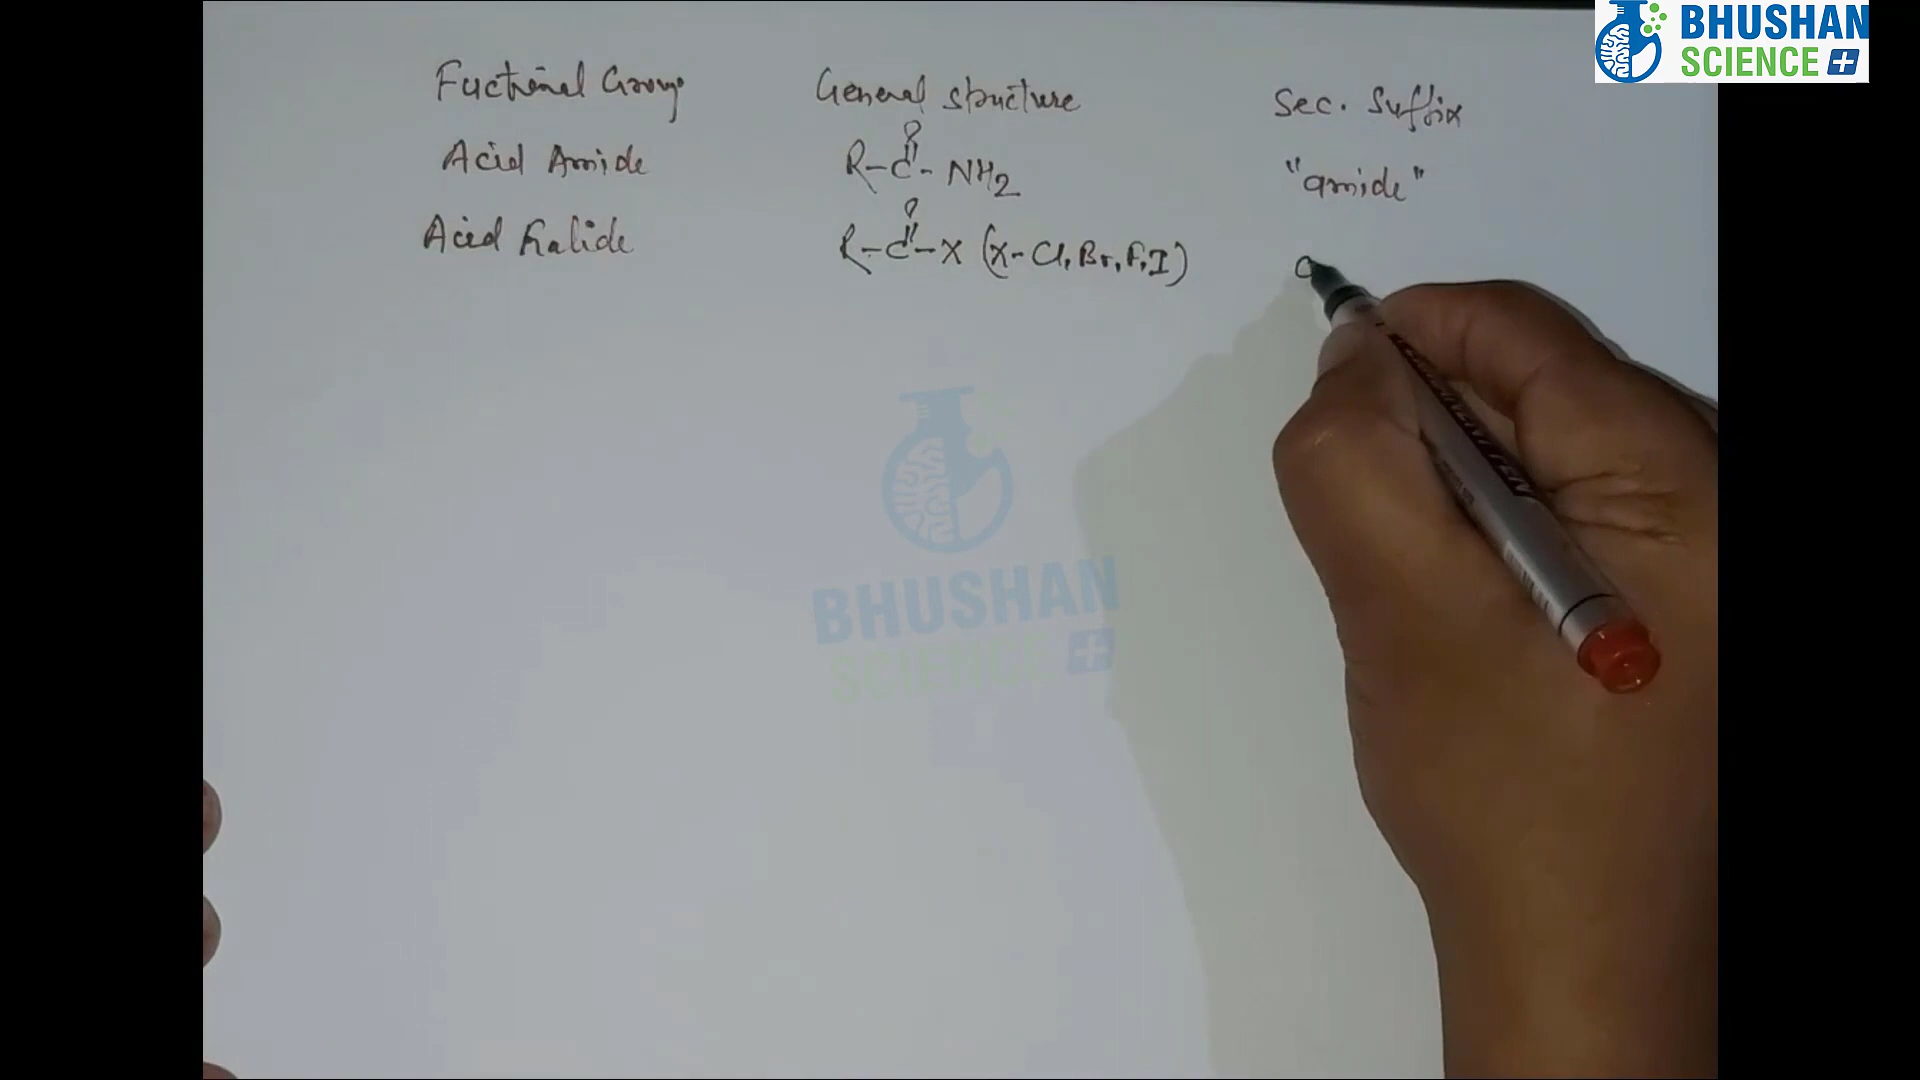 BHUSHAN
SCIENCE +
Fuctional Group General structure Sec. Suffix
O
Acid Amide R-C-NH2 "amide"
O
Acid halide R-C-X (X-Cl, Br, F, I)
BHUSHAN
SCIENCE +